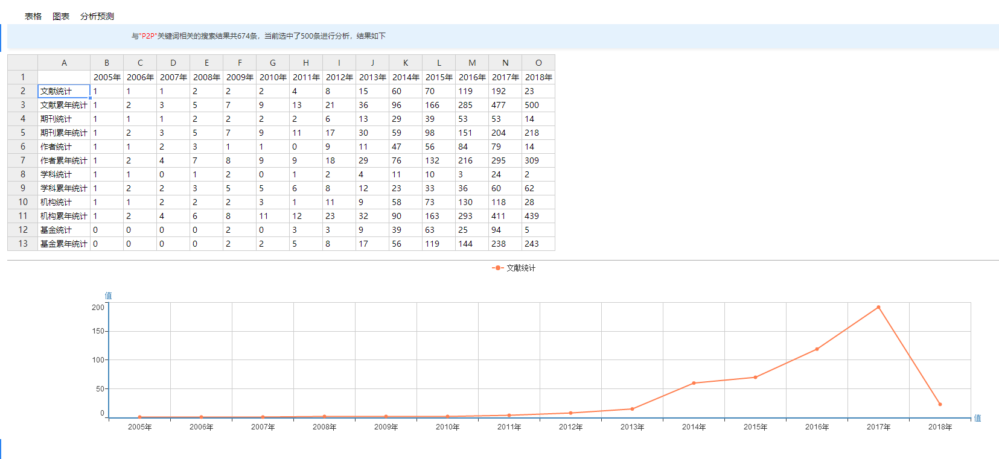 表格 图表 分析预测
与"P2P"关键词相关的搜索结果共674条，当前选中了500条进行分析，结果如下
A B C D E F G H I J K L M N O
1 2005年 2006年 2007年 2008年 2009年 2010年 2011年 2012年 2013年 2014年 2015年 2016年 2017年 2018年
2 文献统计 1 1 1 2 2 2 4 8 15 60 70 119 192 23
3 文献累年统计 1 2 3 5 7 9 13 21 36 96 166 285 477 500
4 期刊统计 1 1 1 2 2 2 2 6 13 29 39 53 53 14
5 期刊累年统计 1 2 3 5 7 9 11 17 30 59 98 151 204 218
6 作者统计 1 1 2 3 1 1 0 9 11 47 56 84 79 14
7 作者累年统计 1 2 4 7 8 9 9 18 29 76 132 216 295 309
8 学科统计 1 1 0 1 2 0 1 2 4 11 10 3 24 2
9 学科累年统计 1 2 2 3 5 5 6 8 12 23 33 36 60 62
10 机构统计 1 1 2 2 2 3 1 11 9 58 73 130 118 28
11 机构累年统计 1 2 4 6 8 11 12 23 32 90 163 293 411 439
12 基金统计 0 0 0 0 2 0 3 3 9 39 63 25 94 5
13 基金累年统计 0 0 0 0 2 2 5 8 17 56 119 144 238 243
文献统计
值
200
150
100
50
0
值
2005年 2006年 2007年 2008年 2009年 2010年 2011年 2012年 2013年 2014年 2015年 2016年 2017年 2018年